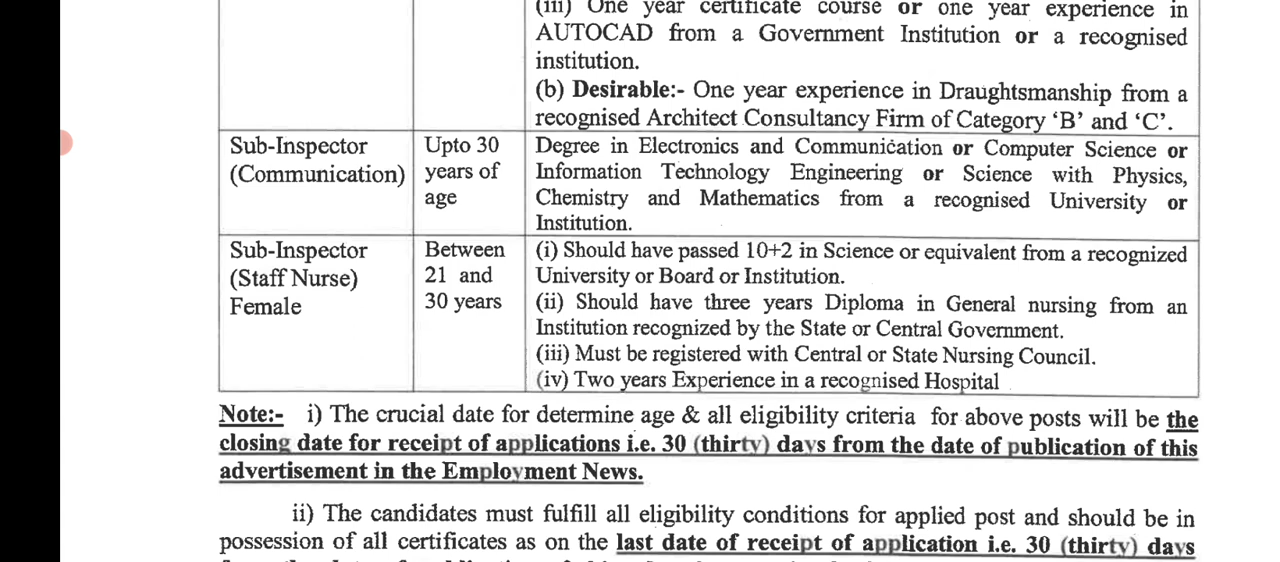 (iii) One year certificate course or one year experience in
AUTOCAD from a Government Institution or a recognised
institution.
(b) Desirable:- One year experience in Draughtsmanship from a
recognised Architect Consultancy Firm of Category ‘B’ and ‘C’.
Sub-Inspector
(Communication)
Upto 30
years of
age
Degree in Electronics and Communication or Computer Science or
Information Technology Engineering or Science with Physics,
Chemistry and Mathematics from a recognised University or
Institution.
Sub-Inspector
(Staff Nurse)
Female
Between
21 and
30 years
(i) Should have passed 10+2 in Science or equivalent from a recognized
University or Board or Institution.
(ii) Should have three years Diploma in General nursing from an
Institution recognized by the State or Central Government.
(iii) Must be registered with Central or State Nursing Council.
(iv) Two years Experience in a recognised Hospital
Note:- i) The crucial date for determine age & all eligibility criteria for above posts will be the
closing date for receipt of applications i.e. 30 (thirty) days from the date of publication of this
advertisement in the Employment News.
ii) The candidates must fulfill all eligibility conditions for applied post and should be in
possession of all certificates as on the last date of receipt of application i.e. 30 (thirty) days